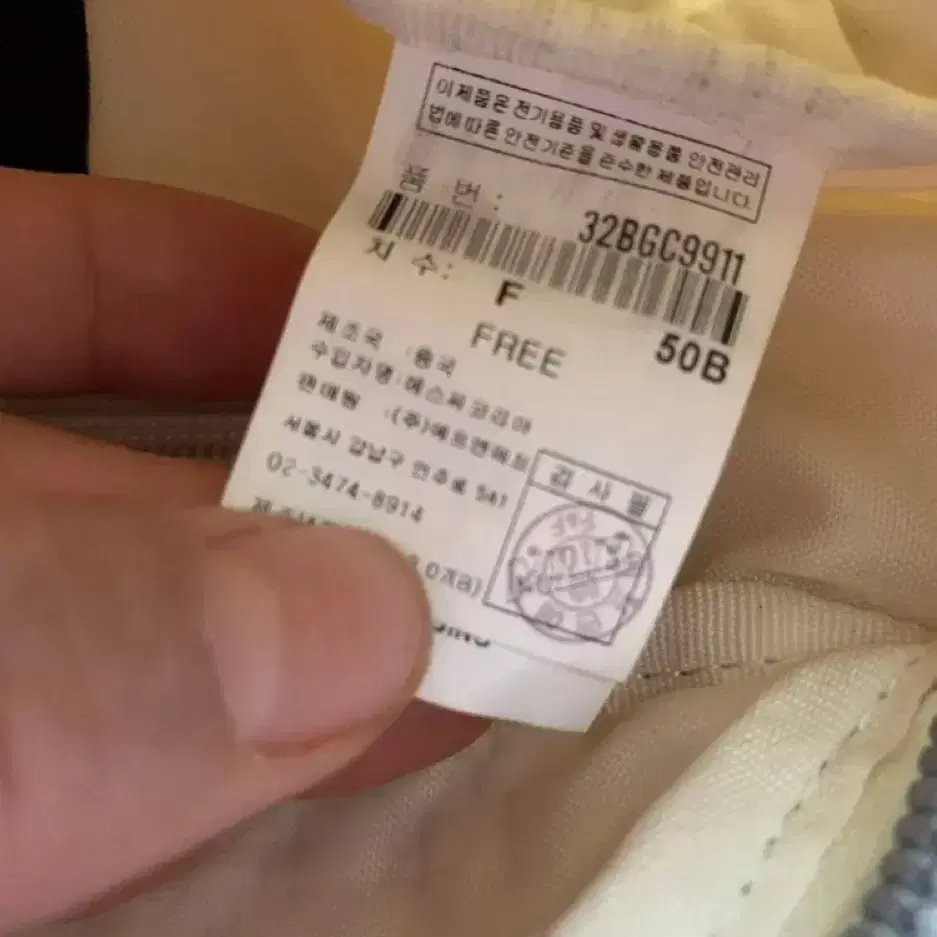 이 제품은 전기용품 및 생활용품 안전관리
법에 따른 안전기준을 준수한 제품입니다.
품 번 : 32BGC9911
치 수 : F 50B
FREE
제조국 : 중국
수입자명 : 에스씨코리아
판매원 : (주)에프앤에프
서울시 강남구 언주로 541
02-3474-8914
검 사 필
F&F